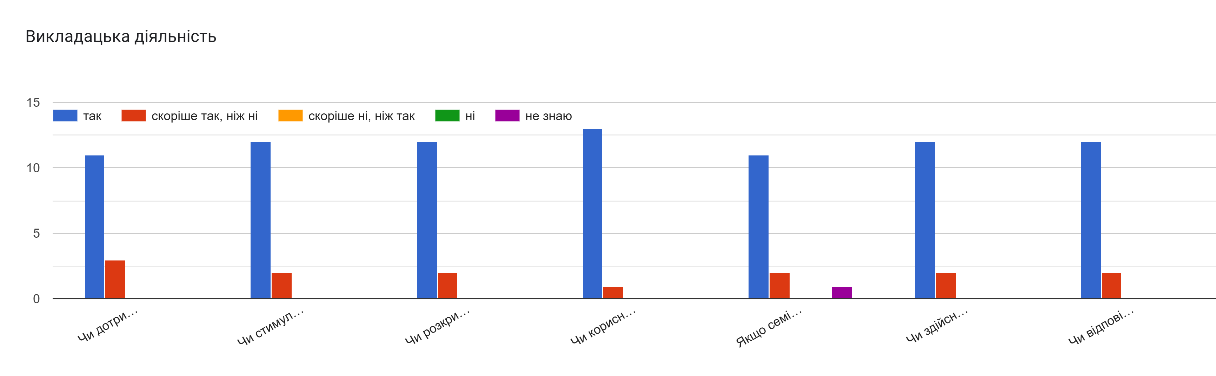 Викладацька діяльність
15
так скоріше так, ніж ні скоріше ні, ніж так ні не знаю
10
5
0
Чи дотри… Чи стимул… Чи розкри… Чи корисн… Якщо семі… Чи здійсн… Чи відпові…